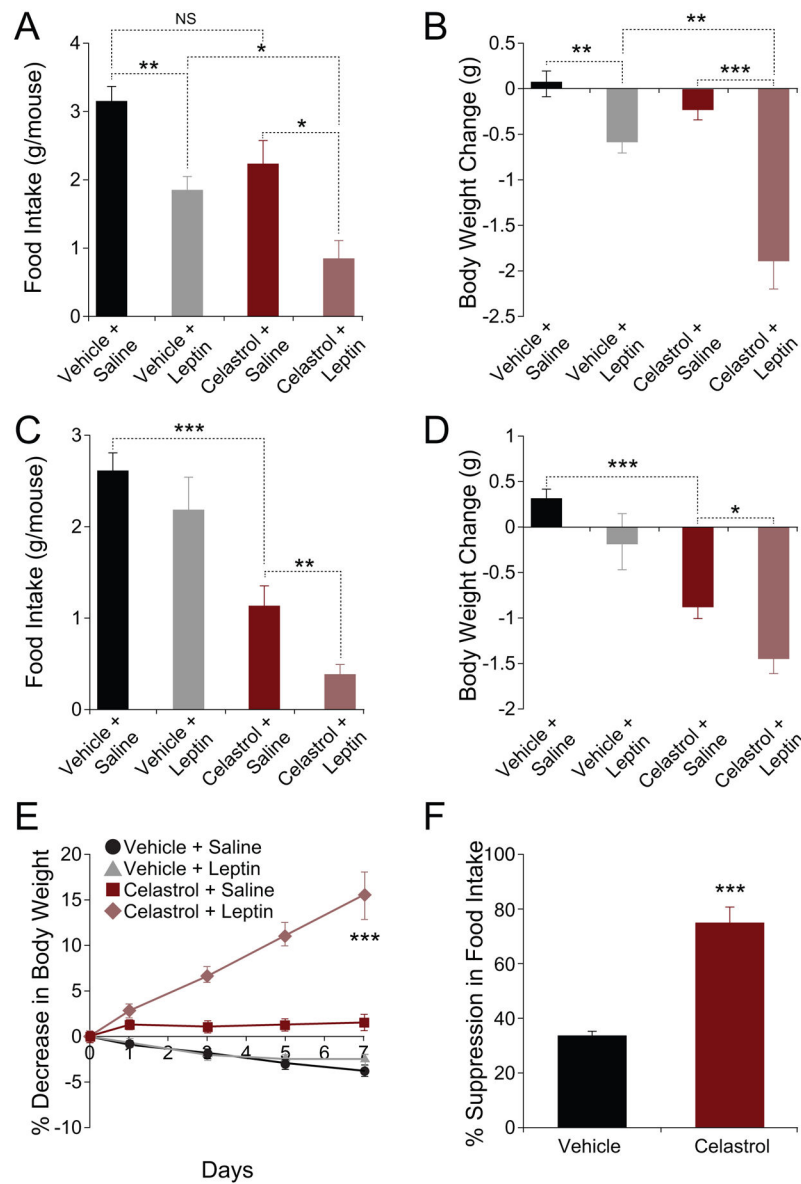 A
NS
**
*
*
Food Intake (g/mouse)
4
3
2
1
0
Vehicle +
Saline
Vehicle +
Leptin
Celastrol +
Saline
Celastrol +
Leptin
B
**
**
***
Body Weight Change (g)
0.5
0
-0.5
-1
-1.5
-2
-2.5
Vehicle +
Saline
Vehicle +
Leptin
Celastrol +
Saline
Celastrol +
Leptin
C
***
**
Food Intake (g/mouse)
3
2
1
0
Vehicle +
Saline
Vehicle +
Leptin
Celastrol +
Saline
Celastrol +
Leptin
D
***
*
Body Weight Change (g)
1
0.5
0
-0.5
-1
-1.5
-2
Vehicle +
Saline
Vehicle +
Leptin
Celastrol +
Saline
Celastrol +
Leptin
E
Vehicle + Saline
Vehicle + Leptin
Celastrol + Saline
Celastrol + Leptin
***
% Decrease in Body Weight
20
15
10
5
0
-5
-10
0 1 2 3 4 5 6 7
Days
F
***
% Suppression in Food Intake
100
80
60
40
20
0
Vehicle
Celastrol